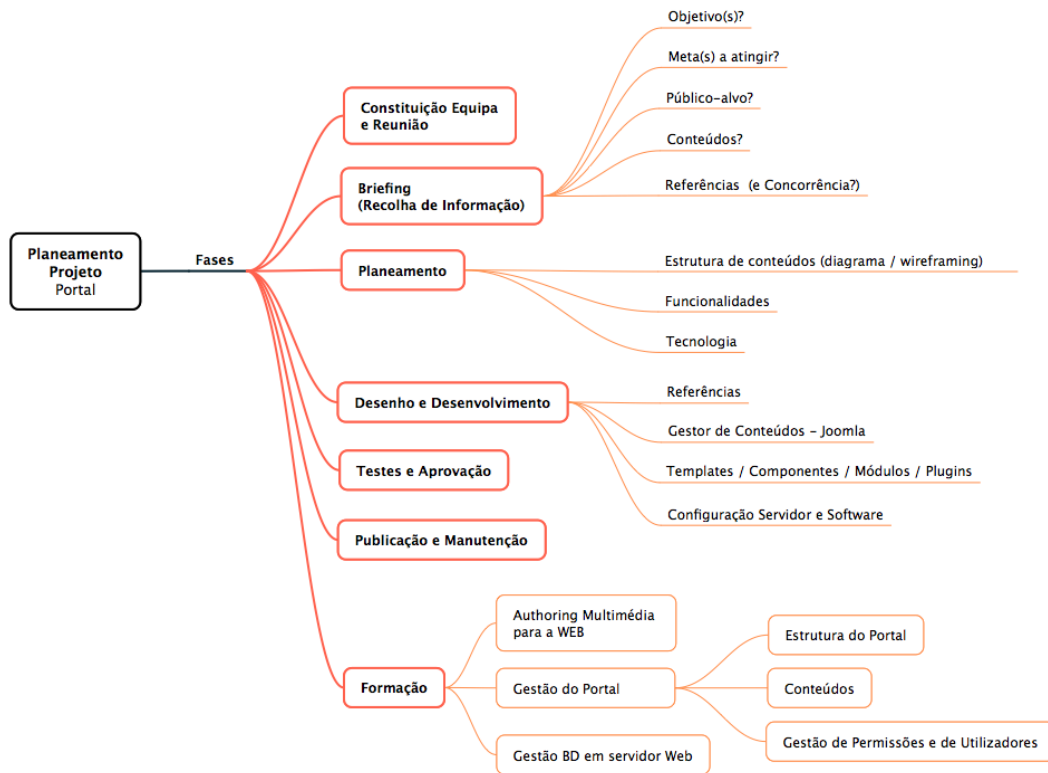 Planeamento
Projeto
Portal
Fases
Constituição Equipa
e Reunião
Briefing
(Recolha de Informação)
Objetivo(s)?
Meta(s) a atingir?
Público-alvo?
Conteúdos?
Referências (e Concorrência?)
Planeamento
Estrutura de conteúdos (diagrama / wireframing)
Funcionalidades
Tecnologia
Desenho e Desenvolvimento
Referências
Gestor de Conteúdos - Joomla
Templates / Componentes / Módulos / Plugins
Configuração Servidor e Software
Testes e Aprovação
Publicação e Manutenção
Formação
Authoring Multimédia
para a WEB
Gestão do Portal
Estrutura do Portal
Conteúdos
Gestão de Permissões e de Utilizadores
Gestão BD em servidor Web